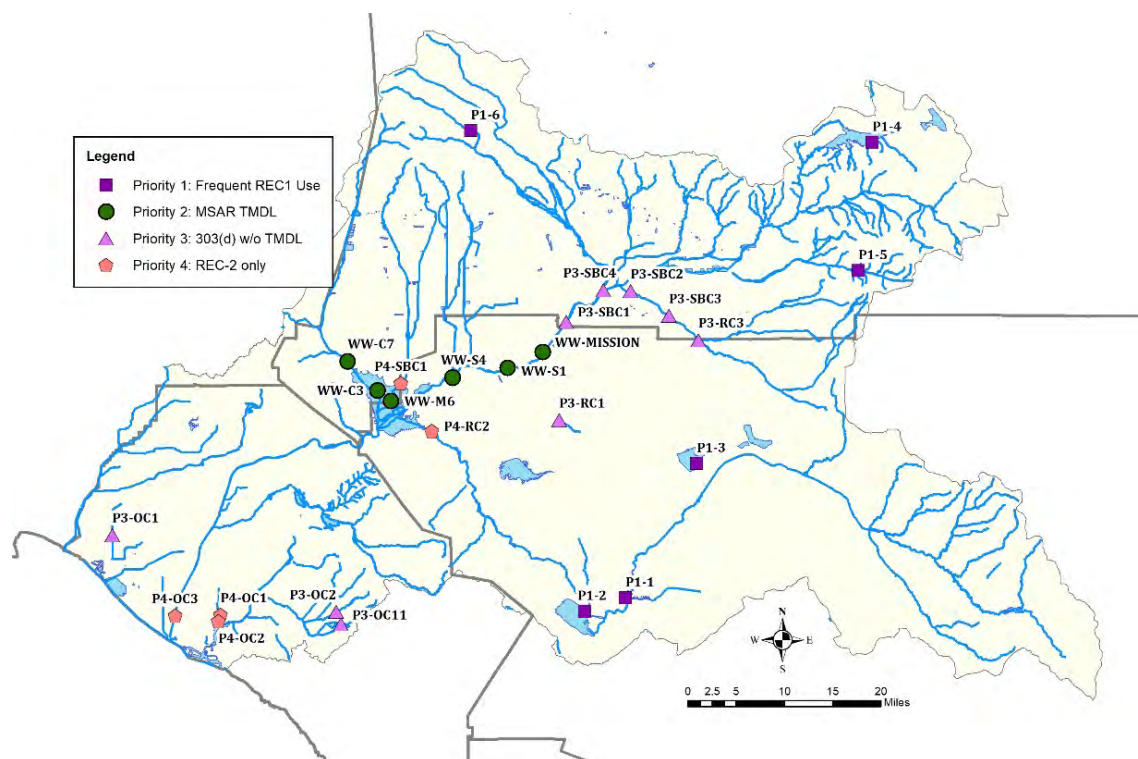 P1-6
P1-4
Legend
Priority 1: Frequent REC1 Use
Priority 2: MSAR TMDL
Priority 3: 303(d) w/o TMDL
Priority 4: REC-2 only
P1-5
P3-SBC4
P3-SBC2
P3-SBC3
P3-SBC1
P3-RC3
WW-MISSION
WW-C7
P4-SBC1
WW-S4
WW-S1
WW-C3
WW-M6
P4-RC2
P3-RC1
P1-3
P3-OC1
P1-1
P1-2
P4-OC3
P4-OC1
P3-OC2
P3-OC11
P4-OC2
N
W
E
S
0 2.5 5 10 15 20
Miles